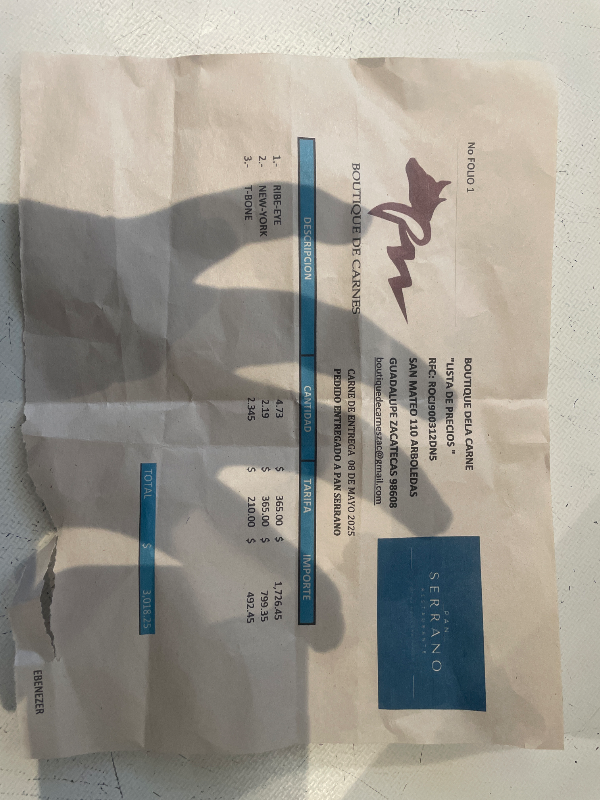 No FOLIO 1
BOUTIQUE DELA CARNE
"LISTA DE PRECIOS "
RFC: ROCI900312DN5
SAN MATEO 110 ARBOLEDAS
GUADALUPE ZACATECAS 98608
boutiquedecarneszac@gmail.com
PAN
SERRANO
BOUTIQUE DE CARNES
CARNE DE ENTREGA 08 DE MAYO 2025
PEDIDO ENTREGADO A PAN SERRANO
DESCRIPCION CANTIDAD TARIFA IMPORTE
1.- RIBE-EYE 4.73 $ 365.00 $ 1,726.45
2.- NEW-YORK 2.19 $ 365.00 $ 799.35
3.- T-BONE 2.345 $ 210.00 $ 492.45
TOTAL $ 3,018.25
EBENEZER